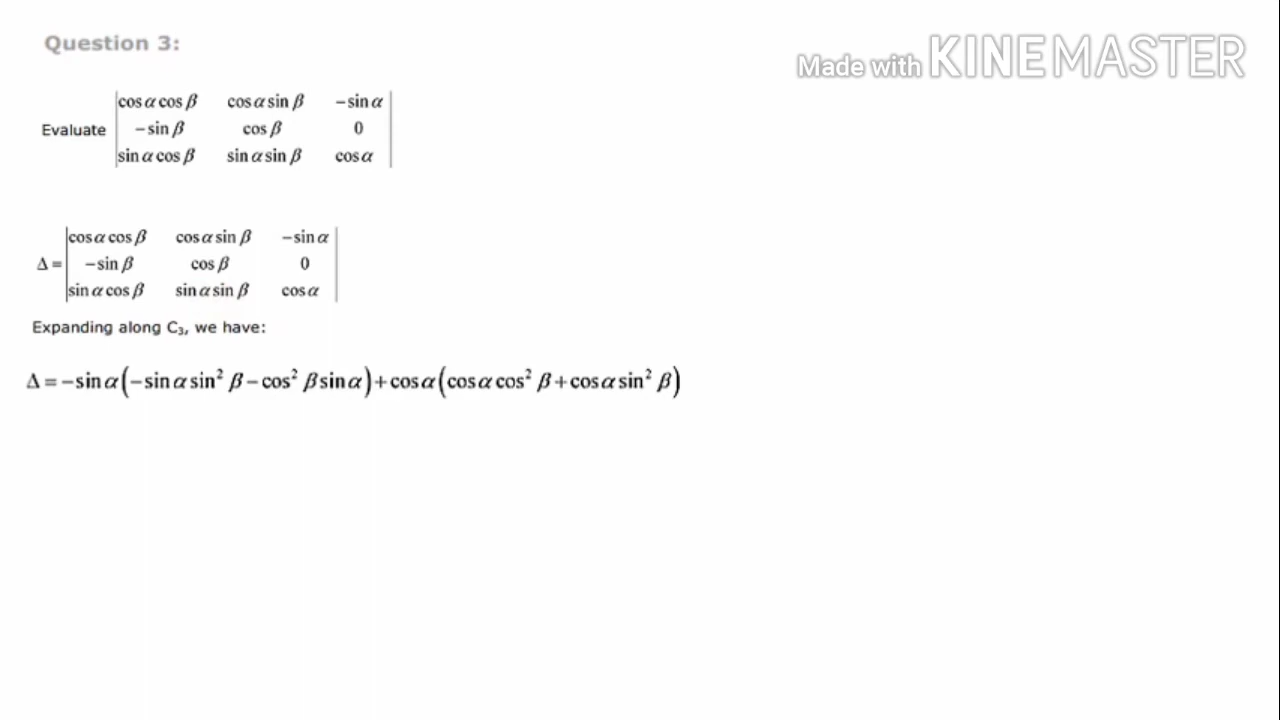 Question 3:
Made with KINEMASTER
Evaluate | cos α cos β   cos α sin β   −sin α |
| −sin β   cos β   0 |
| sin α cos β   sin α sin β   cos α |
Δ = | cos α cos β   cos α sin β   −sin α |
| −sin β   cos β   0 |
| sin α cos β   sin α sin β   cos α |
Expanding along C₃, we have:
Δ = −sin α(−sin α sin² β − cos² β sin α) + cos α(cos α cos² β + cos α sin² β)